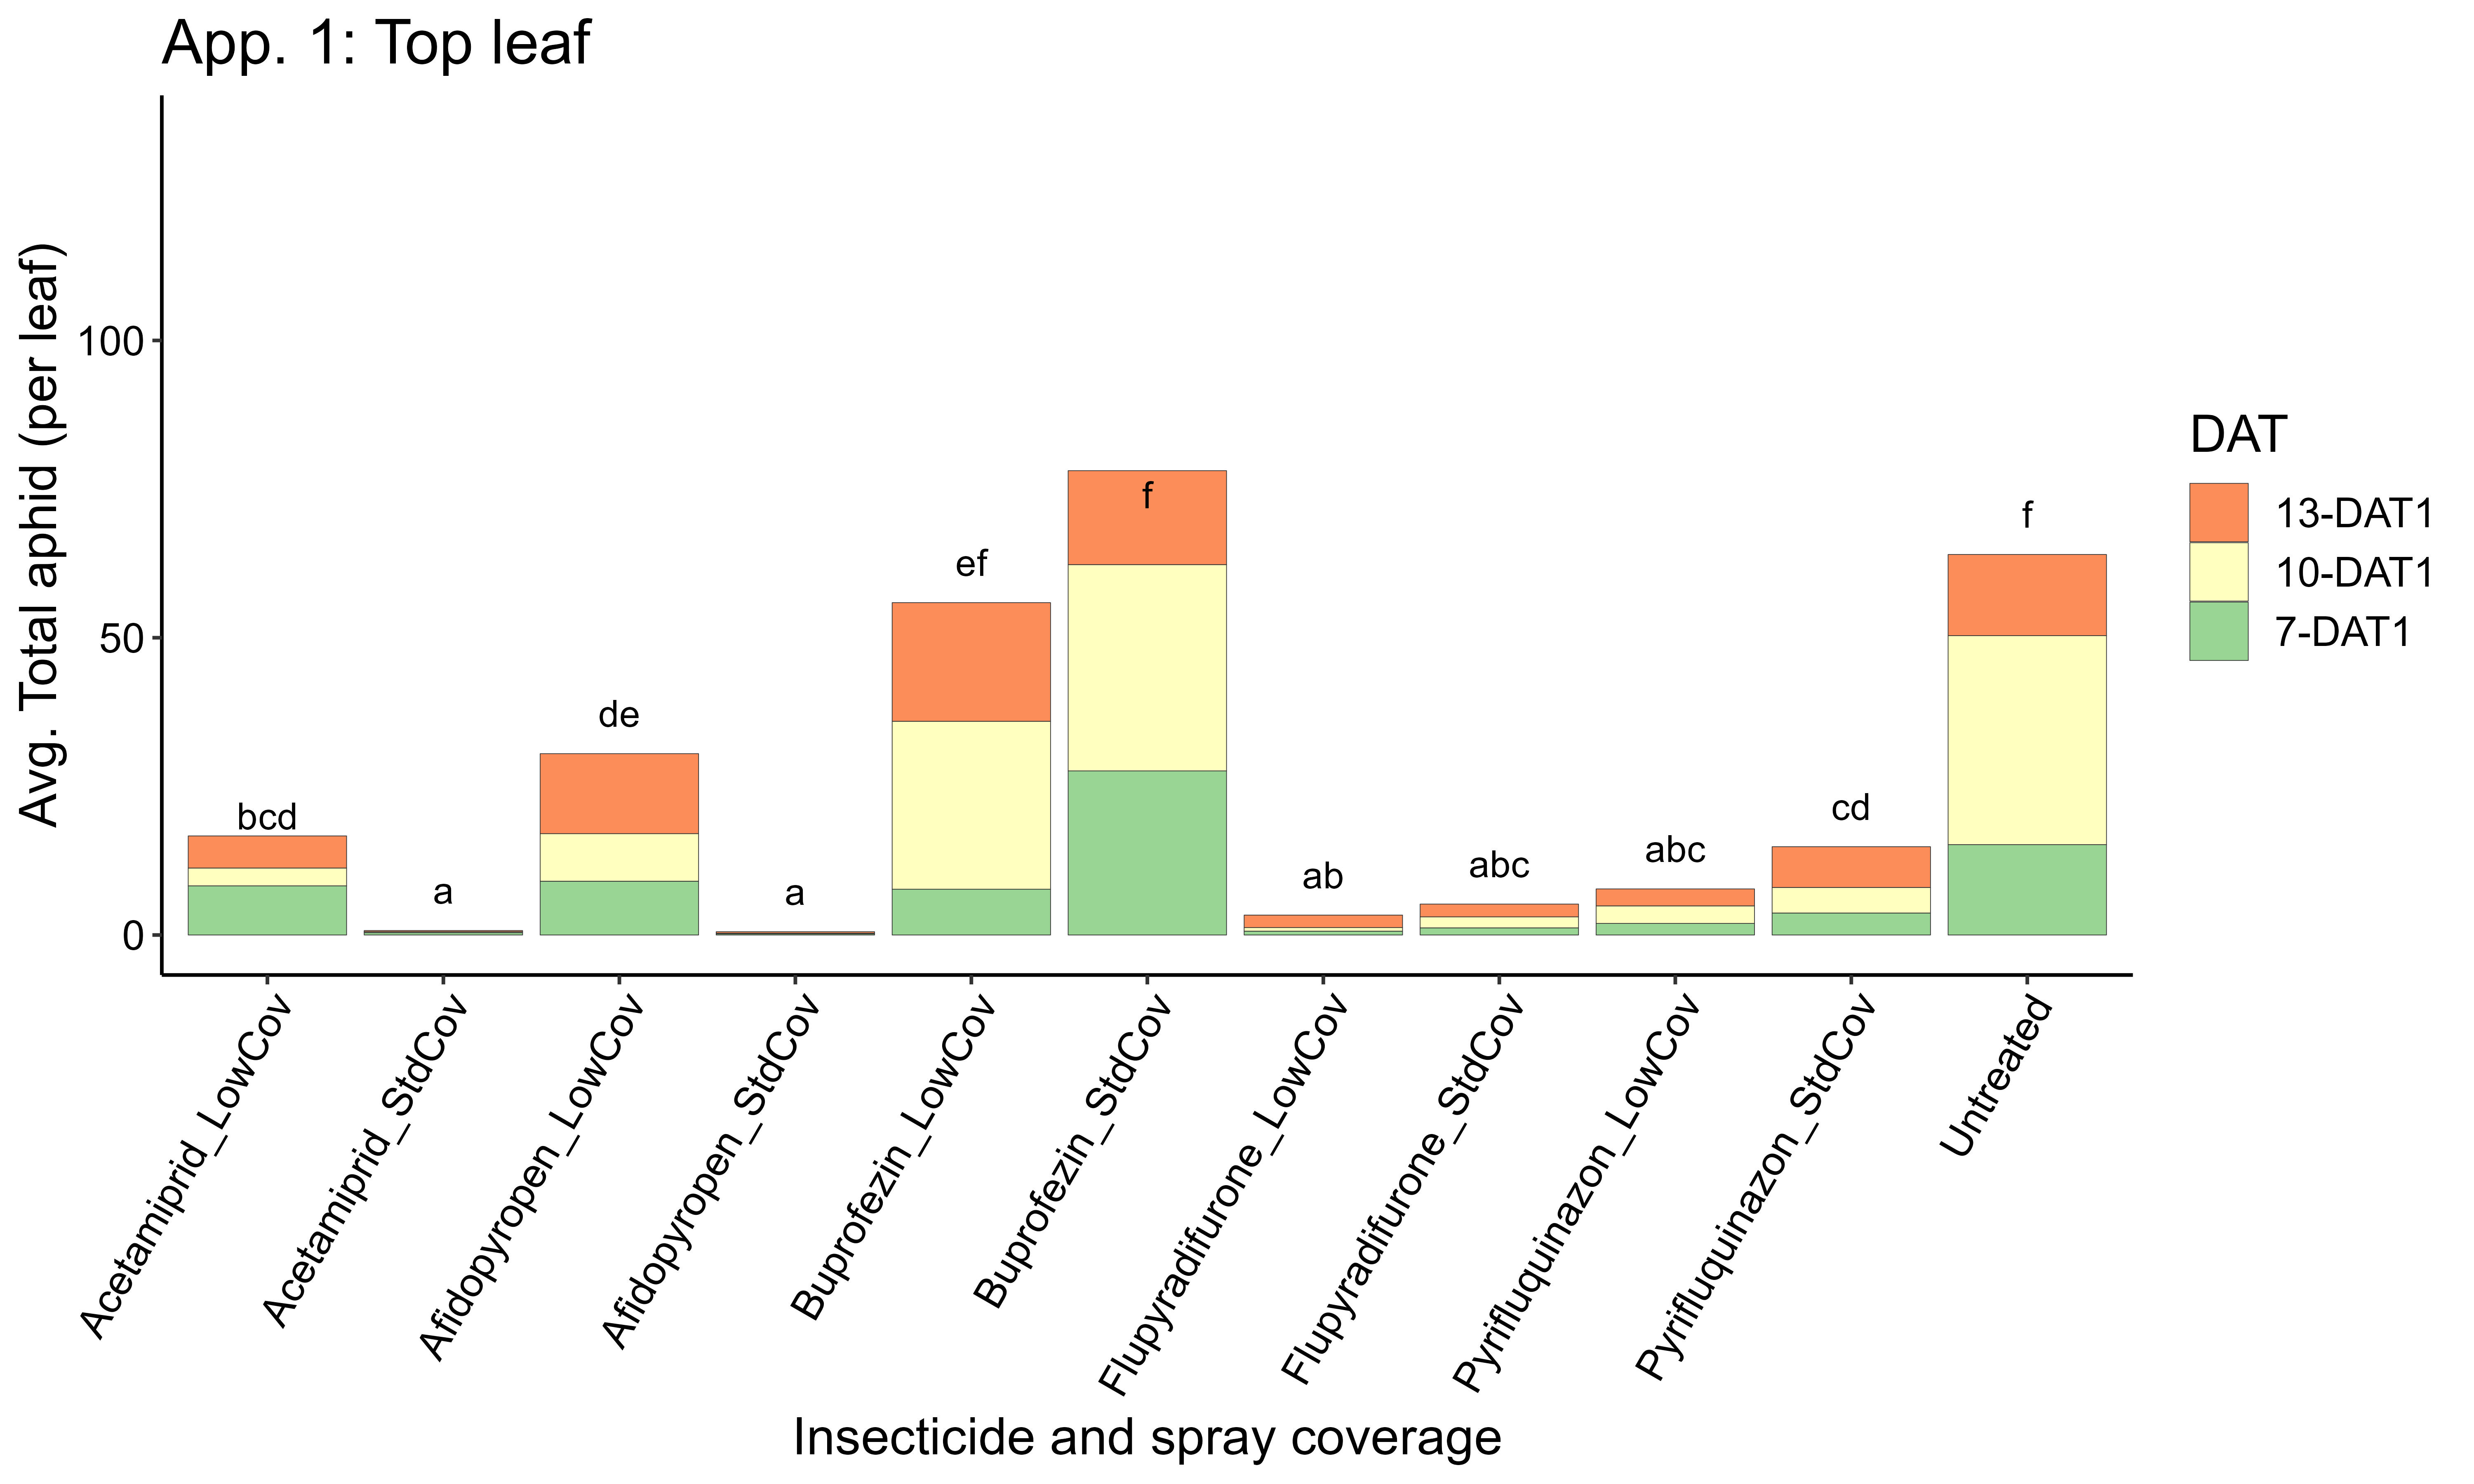 App. 1: Top leaf
Avg. Total aphid (per leaf)
100
50
0
bcd
a
de
a
ef
f
ab
abc
abc
cd
f
Acetamiprid_LowCov
Acetamiprid_StdCov
Afidopyropen_LowCov
Afidopyropen_StdCov
Buprofezin_LowCov
Buprofezin_StdCov
Flupyradifurone_LowCov
Flupyradifurone_StdCov
Pyrifluquinazon_LowCov
Pyrifluquinazon_StdCov
Untreated
Insecticide and spray coverage
DAT
13-DAT1
10-DAT1
7-DAT1